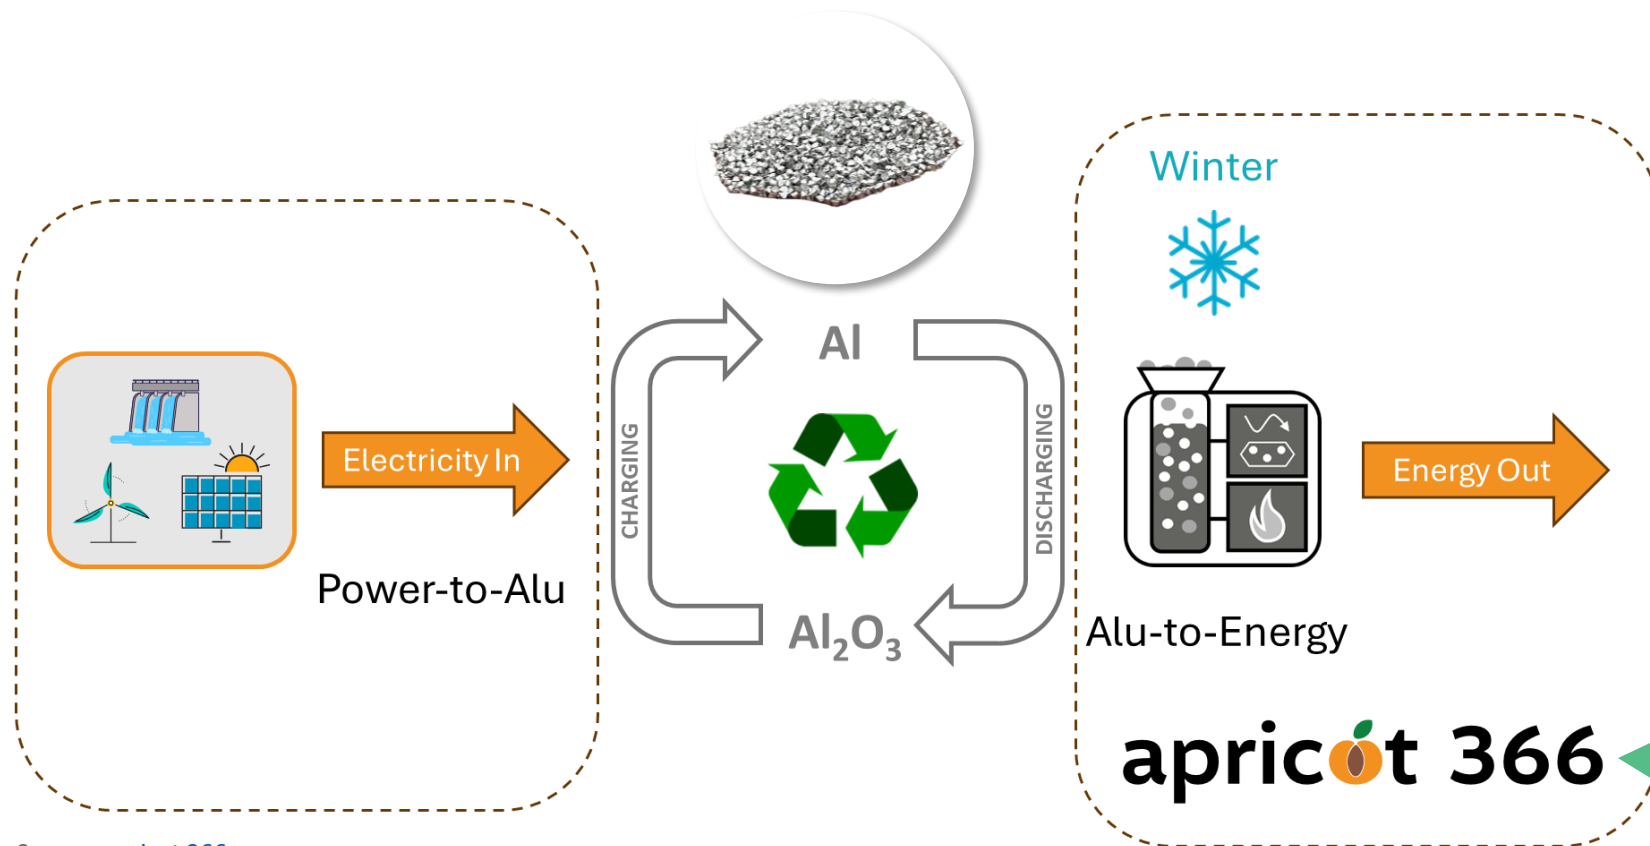 Winter
Al
CHARGING
DISCHARGING
Electricity In
Energy Out
Power-to-Alu
Al₂O₃
Alu-to-Energy
apricot 366